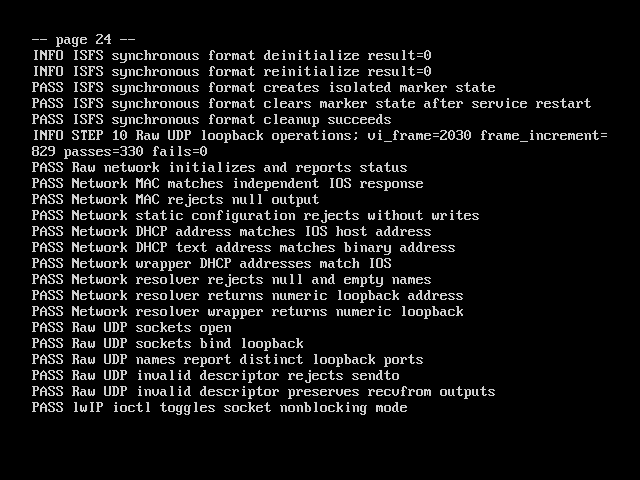 -- page 24 --
INFO ISFS synchronous format deinitialize result=0
INFO ISFS synchronous format reinitialize result=0
PASS ISFS synchronous format creates isolated marker state
PASS ISFS synchronous format clears marker state after service restart
PASS ISFS synchronous format cleanup succeeds
INFO STEP 10 Raw UDP loopback operations; vi_frame=2030 frame_increment=
829 passes=330 fails=0
PASS Raw network initializes and reports status
PASS Network MAC matches independent IOS response
PASS Network MAC rejects null output
PASS Network static configuration rejects without writes
PASS Network DHCP address matches IOS host address
PASS Network DHCP text address matches binary address
PASS Network wrapper DHCP addresses match IOS
PASS Network resolver rejects null and empty names
PASS Network resolver returns numeric loopback address
PASS Network resolver wrapper returns numeric loopback
PASS Raw UDP sockets open
PASS Raw UDP sockets bind loopback
PASS Raw UDP names report distinct loopback ports
PASS Raw UDP invalid descriptor rejects sendto
PASS Raw UDP invalid descriptor preserves recvfrom outputs
PASS lwIP ioctl toggles socket nonblocking mode